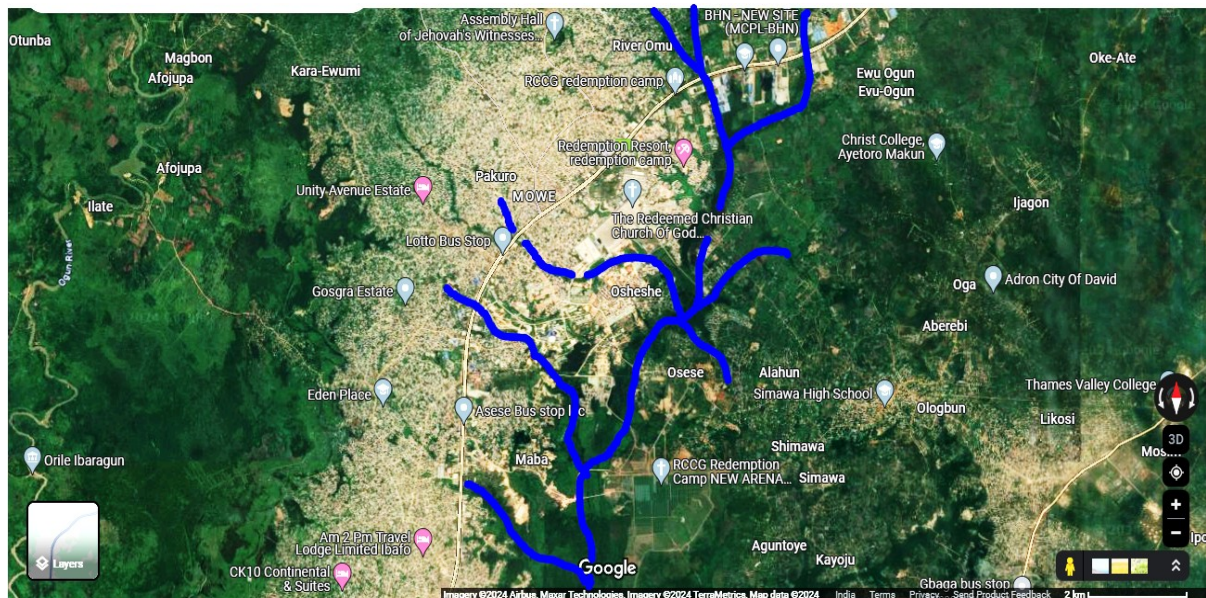 Assembly Hall
of Jehovah's Witnesses...
BHN - NEW SITE
(MCPL-BHN)
Otunba
Magbon
River Omu
Oke-Ate
Afojupa
Kara-Ewumi
RCCG redemption camp
Ewu Ogun
Evu-Ogun
Redemption Resort,
redemption camp
Christ College,
Ayetoro Makun
Afojupa
Pakuro
Unity Avenue Estate
MOWE
Ilate
Ijagon
The Redeemed Christian
Church Of God...
Lotto Bus Stop
Ogun River
Gosgra Estate
Osheshe
Oga
Adron City Of David
Aberebi
Osese
Alahun
Thames Valley College
Eden Place
Simawa High School
Asese Bus stop
Ologbun
Likosi
3D
Shimawa
Maba
Orile Ibaragun
RCCG Redemption
Camp NEW ARENA...
Simawa
Am 2 Pm Travel
Lodge Limited Ibafo
Aguntoye
Layers
Google
Kayoju
CK10 Continental
& Suites
Gbaga bus stop
Imagery ©2024 Airbus, Maxar Technologies, Imagery ©2024 TerraMetrics, Map data ©2024 India Terms Privacy Send Product Feedback 2 km